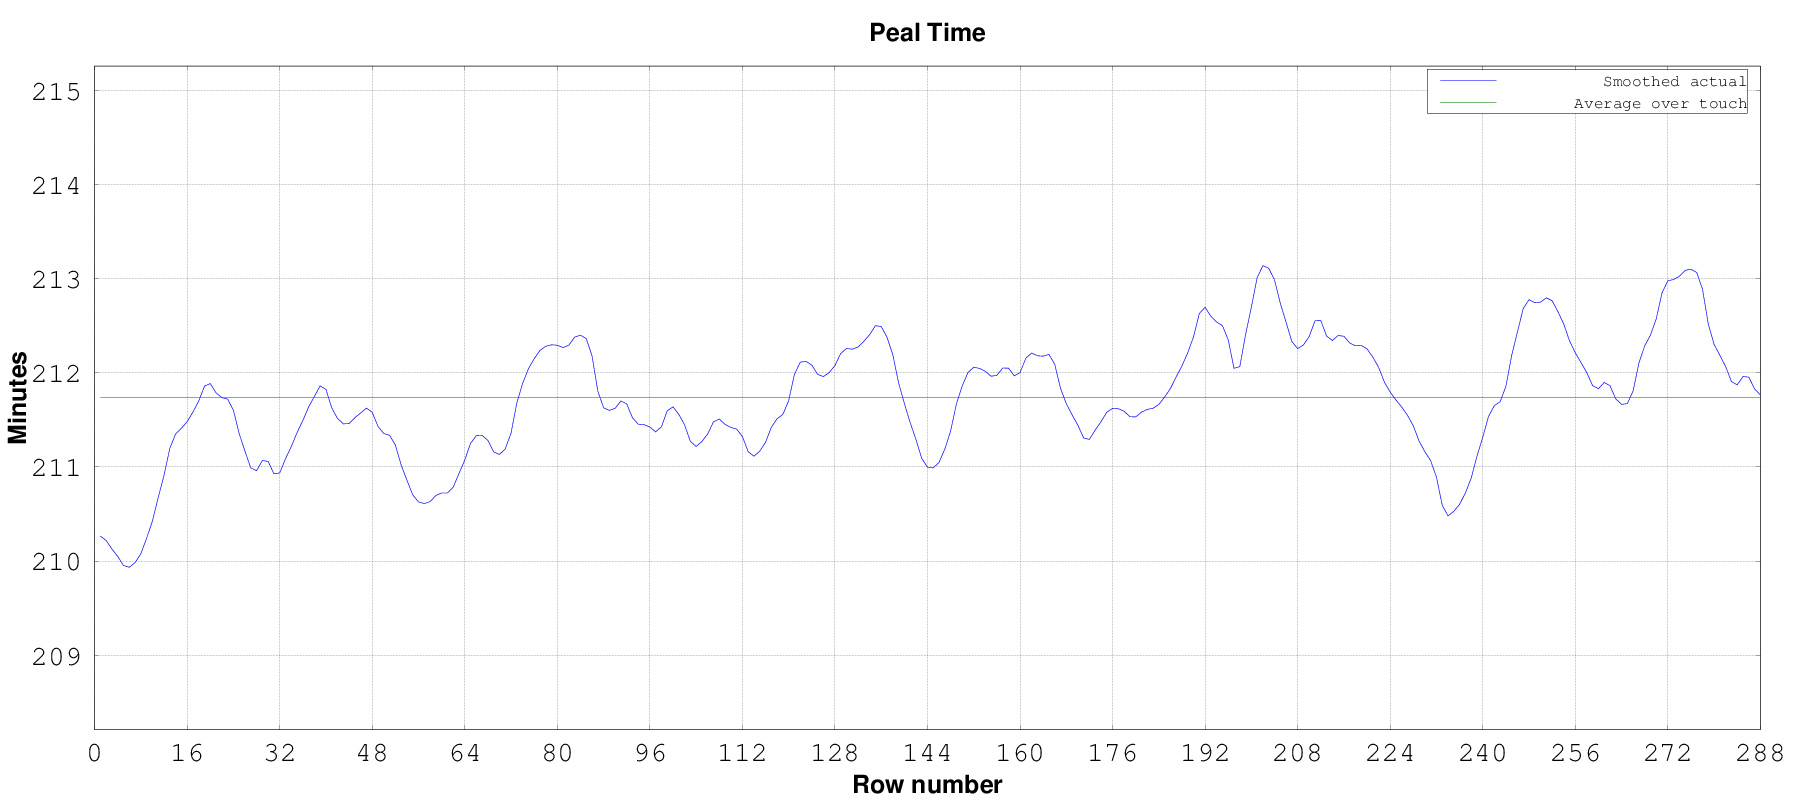 Peal Time
Smoothed actual
Average over touch
215
214
213
212
211
210
209
Minutes
0 16 32 48 64 80 96 112 128 144 160 176 192 208 224 240 256 272 288
Row number